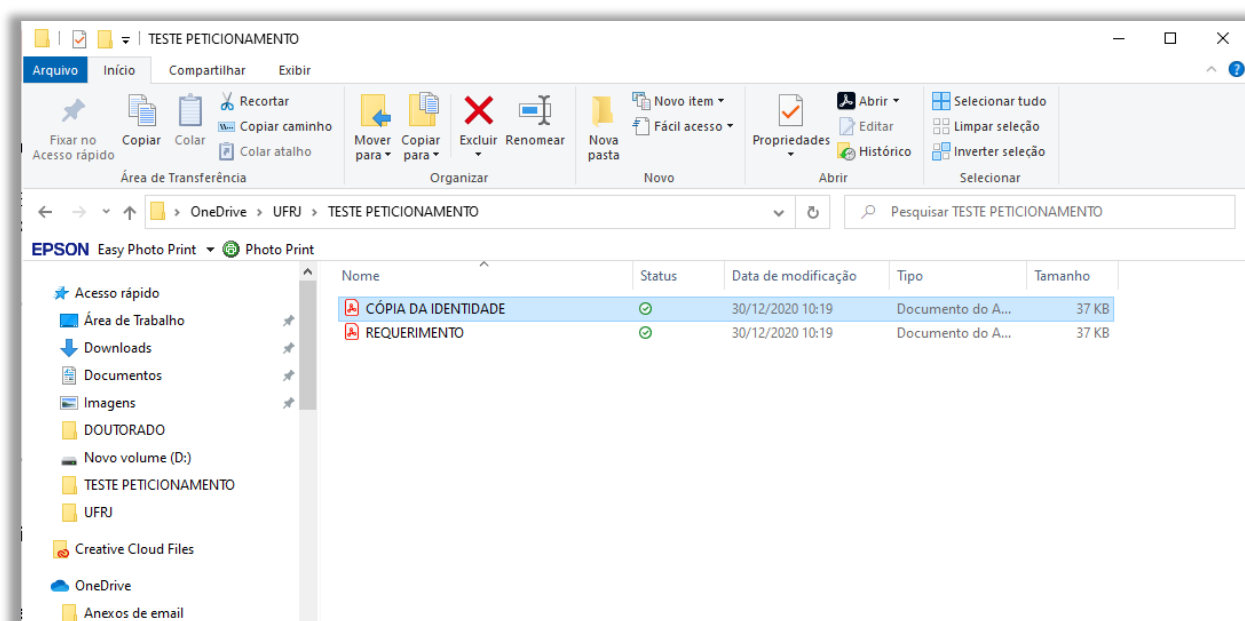 TESTE PETICIONAMENTO
Arquivo Início Compartilhar Exibir
Fixar no
Acesso rápido
Copiar
Colar
Recortar
Copiar caminho
Colar atalho
Área de Transferência
Mover
para
Copiar
para
Excluir
Renomear
Organizar
Nova
pasta
Novo item
Fácil acesso
Novo
Propriedades
Abrir
Editar
Histórico
Abrir
Selecionar tudo
Limpar seleção
Inverter seleção
Selecionar
OneDrive > UFRJ > TESTE PETICIONAMENTO
Pesquisar TESTE PETICIONAMENTO
EPSON Easy Photo Print Photo Print
Nome Status Data de modificação Tipo Tamanho
CÓPIA DA IDENTIDADE 30/12/2020 10:19 Documento do A... 37 KB
REQUERIMENTO 30/12/2020 10:19 Documento do A... 37 KB
Acesso rápido
Área de Trabalho
Downloads
Documentos
Imagens
DOUTORADO
Novo volume (D:)
TESTE PETICIONAMENTO
UFRJ
Creative Cloud Files
OneDrive
Anexos de email